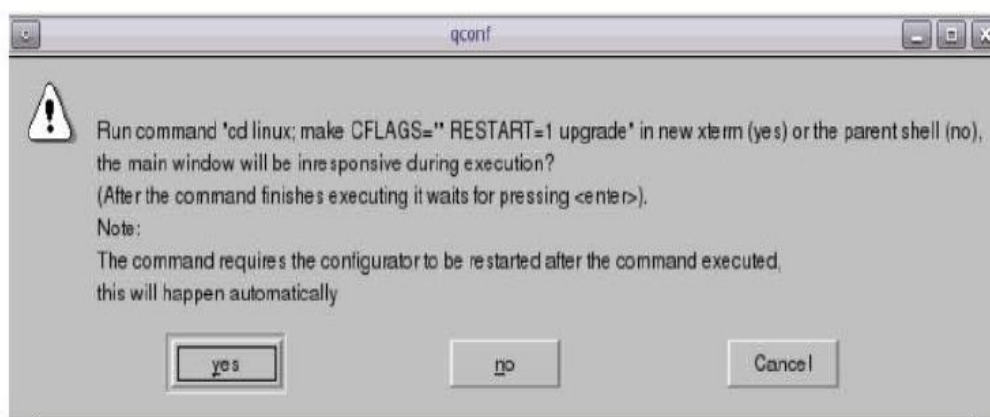 qconf
Run command "cd linux; make CFLAGS="" RESTART=1 upgrade" in new xterm (yes) or the parent shell (no),
the main window will be inresponsive during execution?
(After the command finishes executing it waits for pressing <enter>).
Note:
The command requires the configurator to be restarted after the command executed,
this will happen automatically
yes
no
Cancel